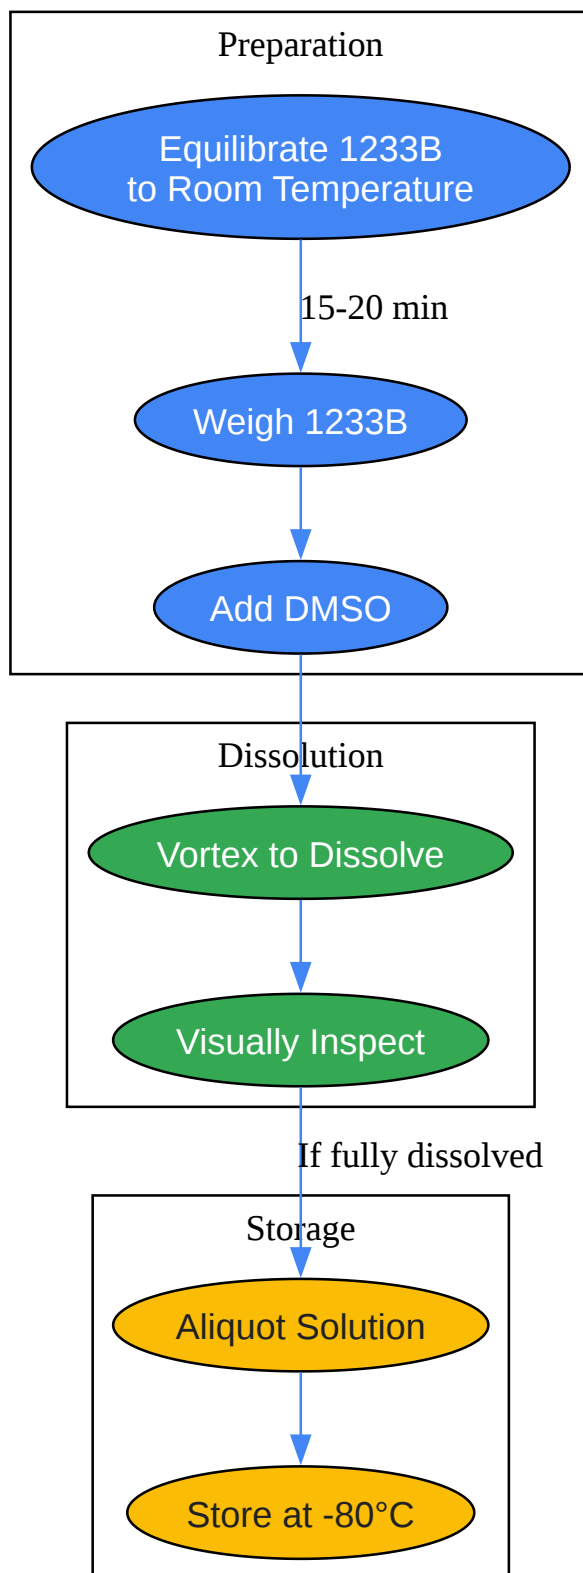 Preparation
Equilibrate 1233B
to Room Temperature
15-20 min
Weigh 1233B
Add DMSO
Dissolution
Vortex to Dissolve
Visually Inspect
If fully dissolved
Storage
Aliquot Solution
Store at -80°C